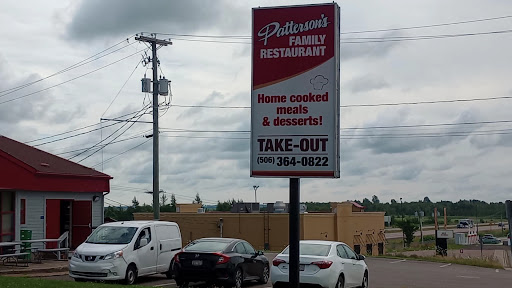 Patterson's
FAMILY
RESTAURANT
Home cooked
meals
& desserts!
TAKE-OUT
(506) 364-0822